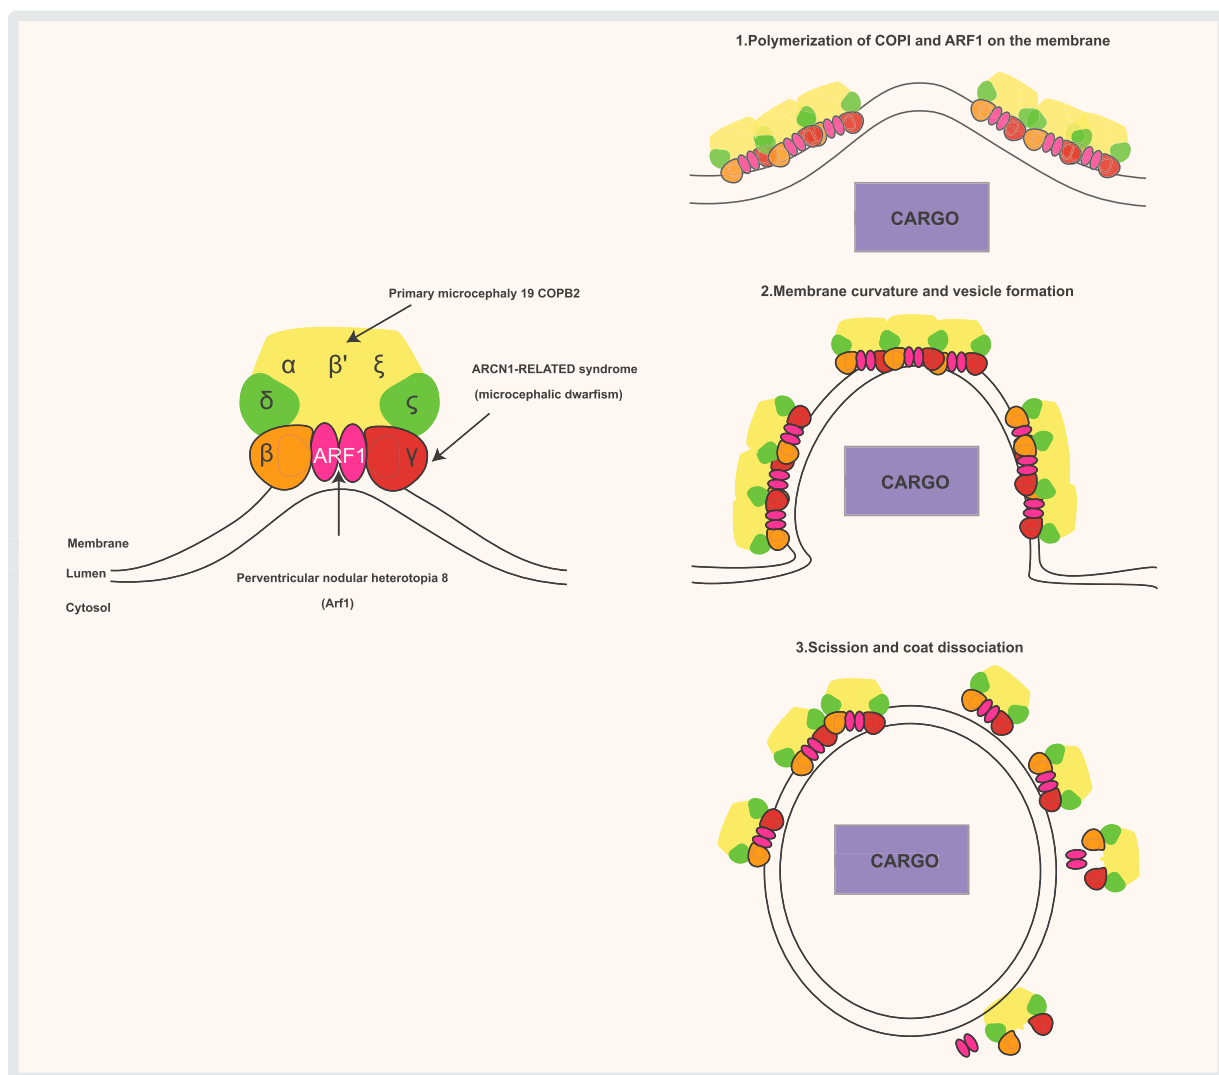 1.Polymerization of COPI and ARF1 on the membrane
CARGO
2.Membrane curvature and vesicle formation
CARGO
3.Scission and coat dissociation
CARGO
Primary microcephaly 19 COPB2
ARCN1-RELATED syndrome
(microcephalic dwarfism)
α β' ξ
δ ς
β ARF1 γ
Membrane
Lumen
Cytosol
Perventricular nodular heterotopia 8
(Arf1)